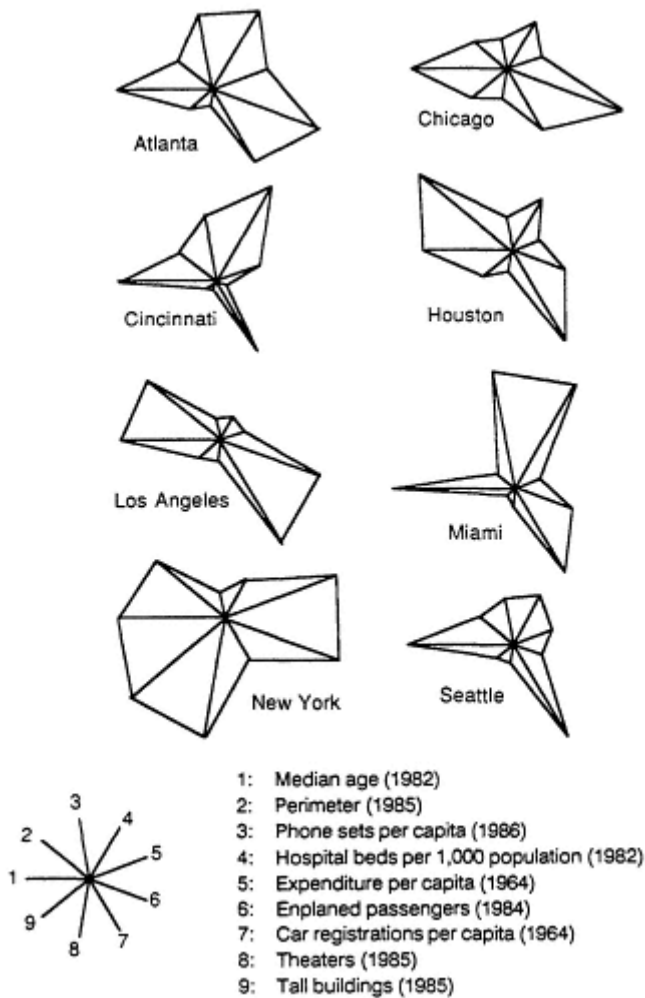 Atlanta
Chicago
Cincinnati
Houston
Los Angeles
Miami
New York
Seattle
1
2
3
4
5
6
7
8
9
1: Median age (1982)
2: Perimeter (1985)
3: Phone sets per capita (1986)
4: Hospital beds per 1,000 population (1982)
5: Expenditure per capita (1964)
6: Enplaned passengers (1984)
7: Car registrations per capita (1964)
8: Theaters (1985)
9: Tall buildings (1985)